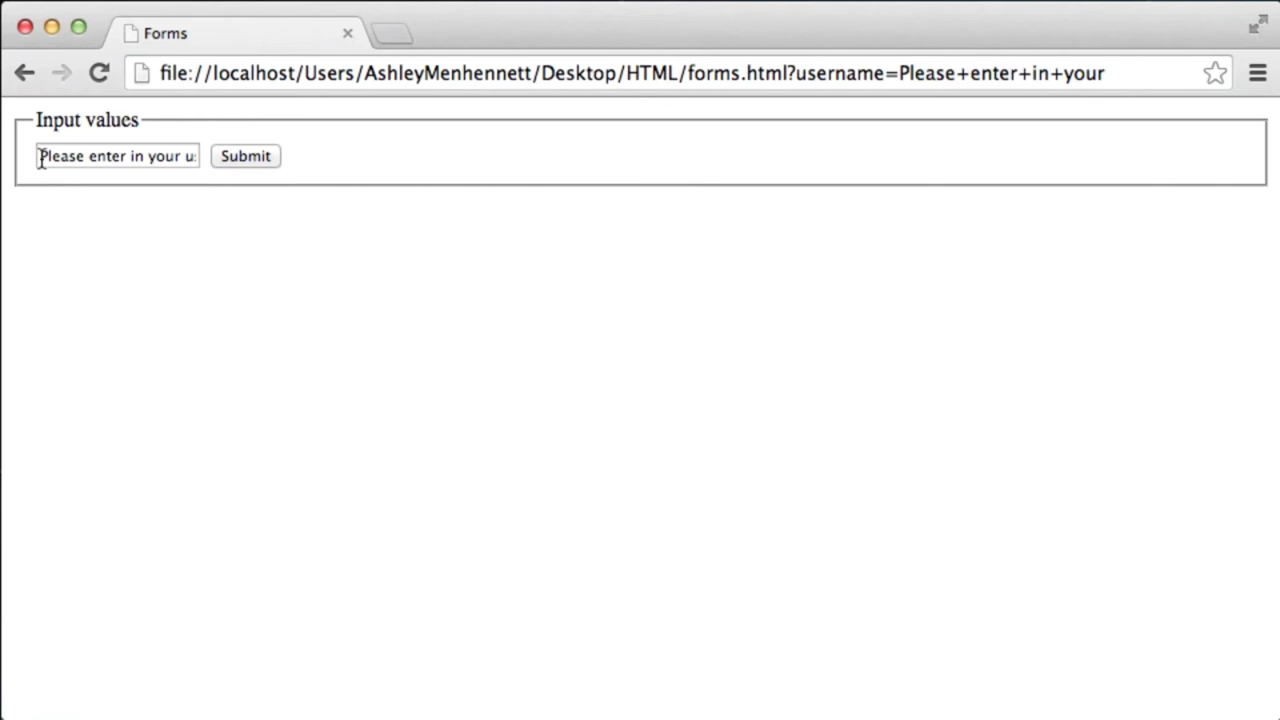 Forms
file://localhost/Users/AshleyMenhennett/Desktop/HTML/forms.html?username=Please+enter+in+your
Input values
Please enter in your u
Submit